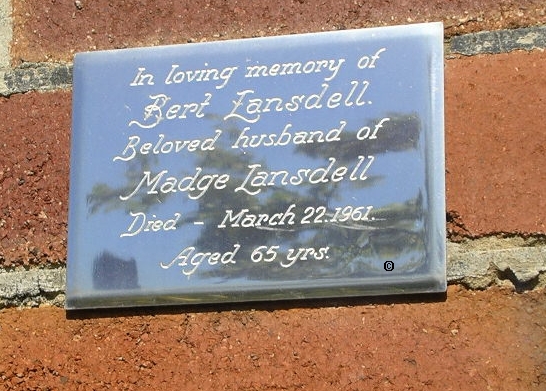 In loving memory of
Bert Lansdell.
Beloved husband of
Madge Lansdell
Died - March 22.1961.
Aged 65 yrs.
©